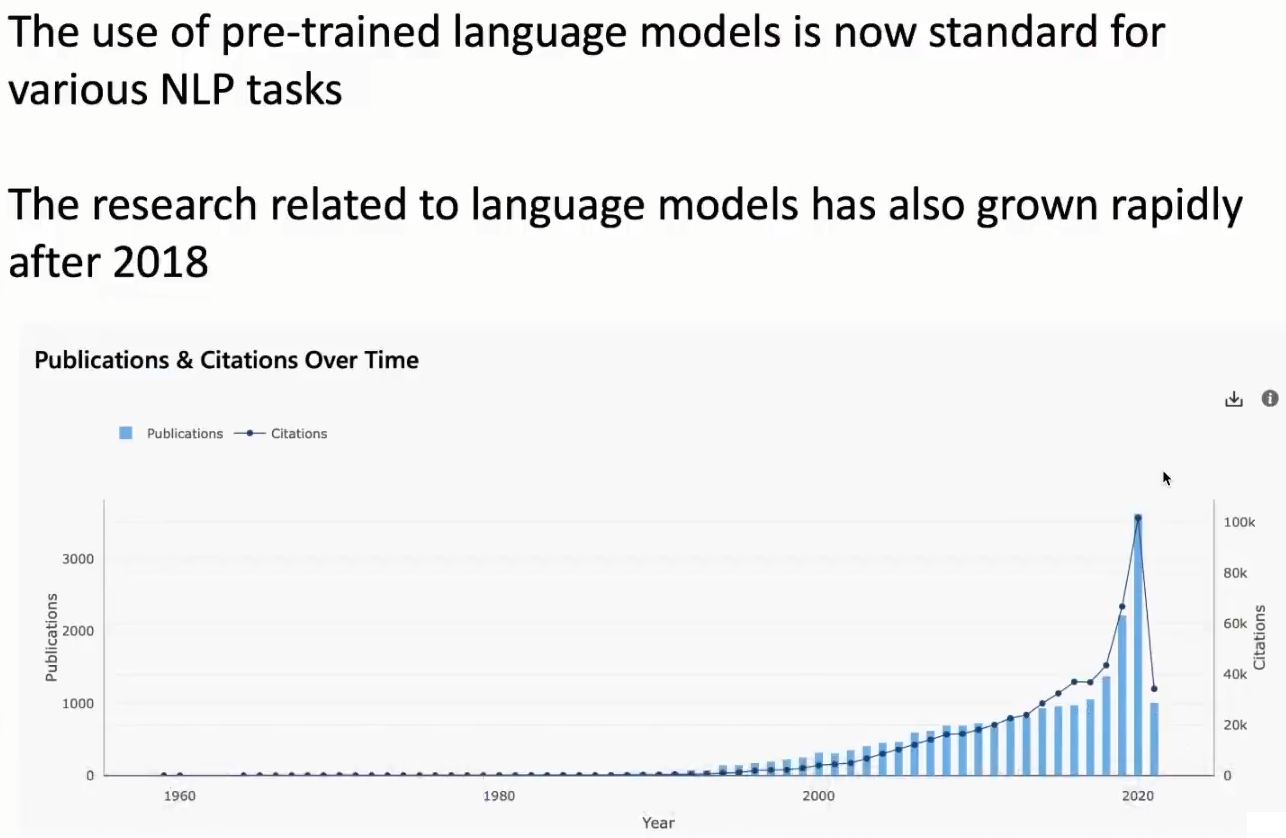 The use of pre-trained language models is now standard for
various NLP tasks
The research related to language models has also grown rapidly
after 2018
Publications & Citations Over Time
Publications
Citations
Publications
3000
2000
1000
0
100k
80k
60k
40k
20k
0
Citations
1960
1980
2000
2020
Year